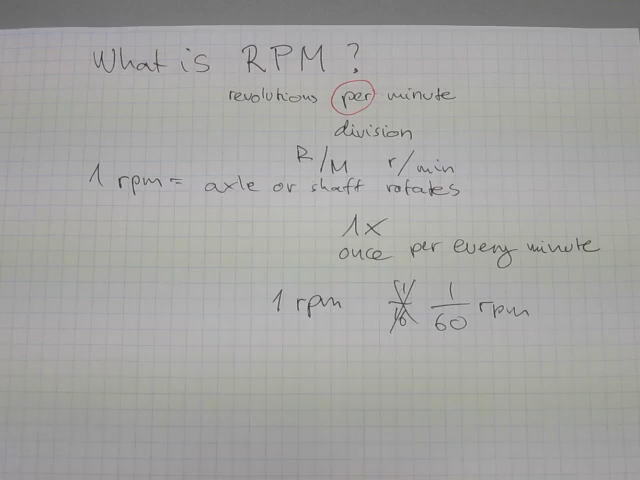 What is RPM ?
revolutions per minute
division
R/M r/min
1 rpm = axle or shaft rotates
1x
once per every minute
1 rpm 1/60 rpm